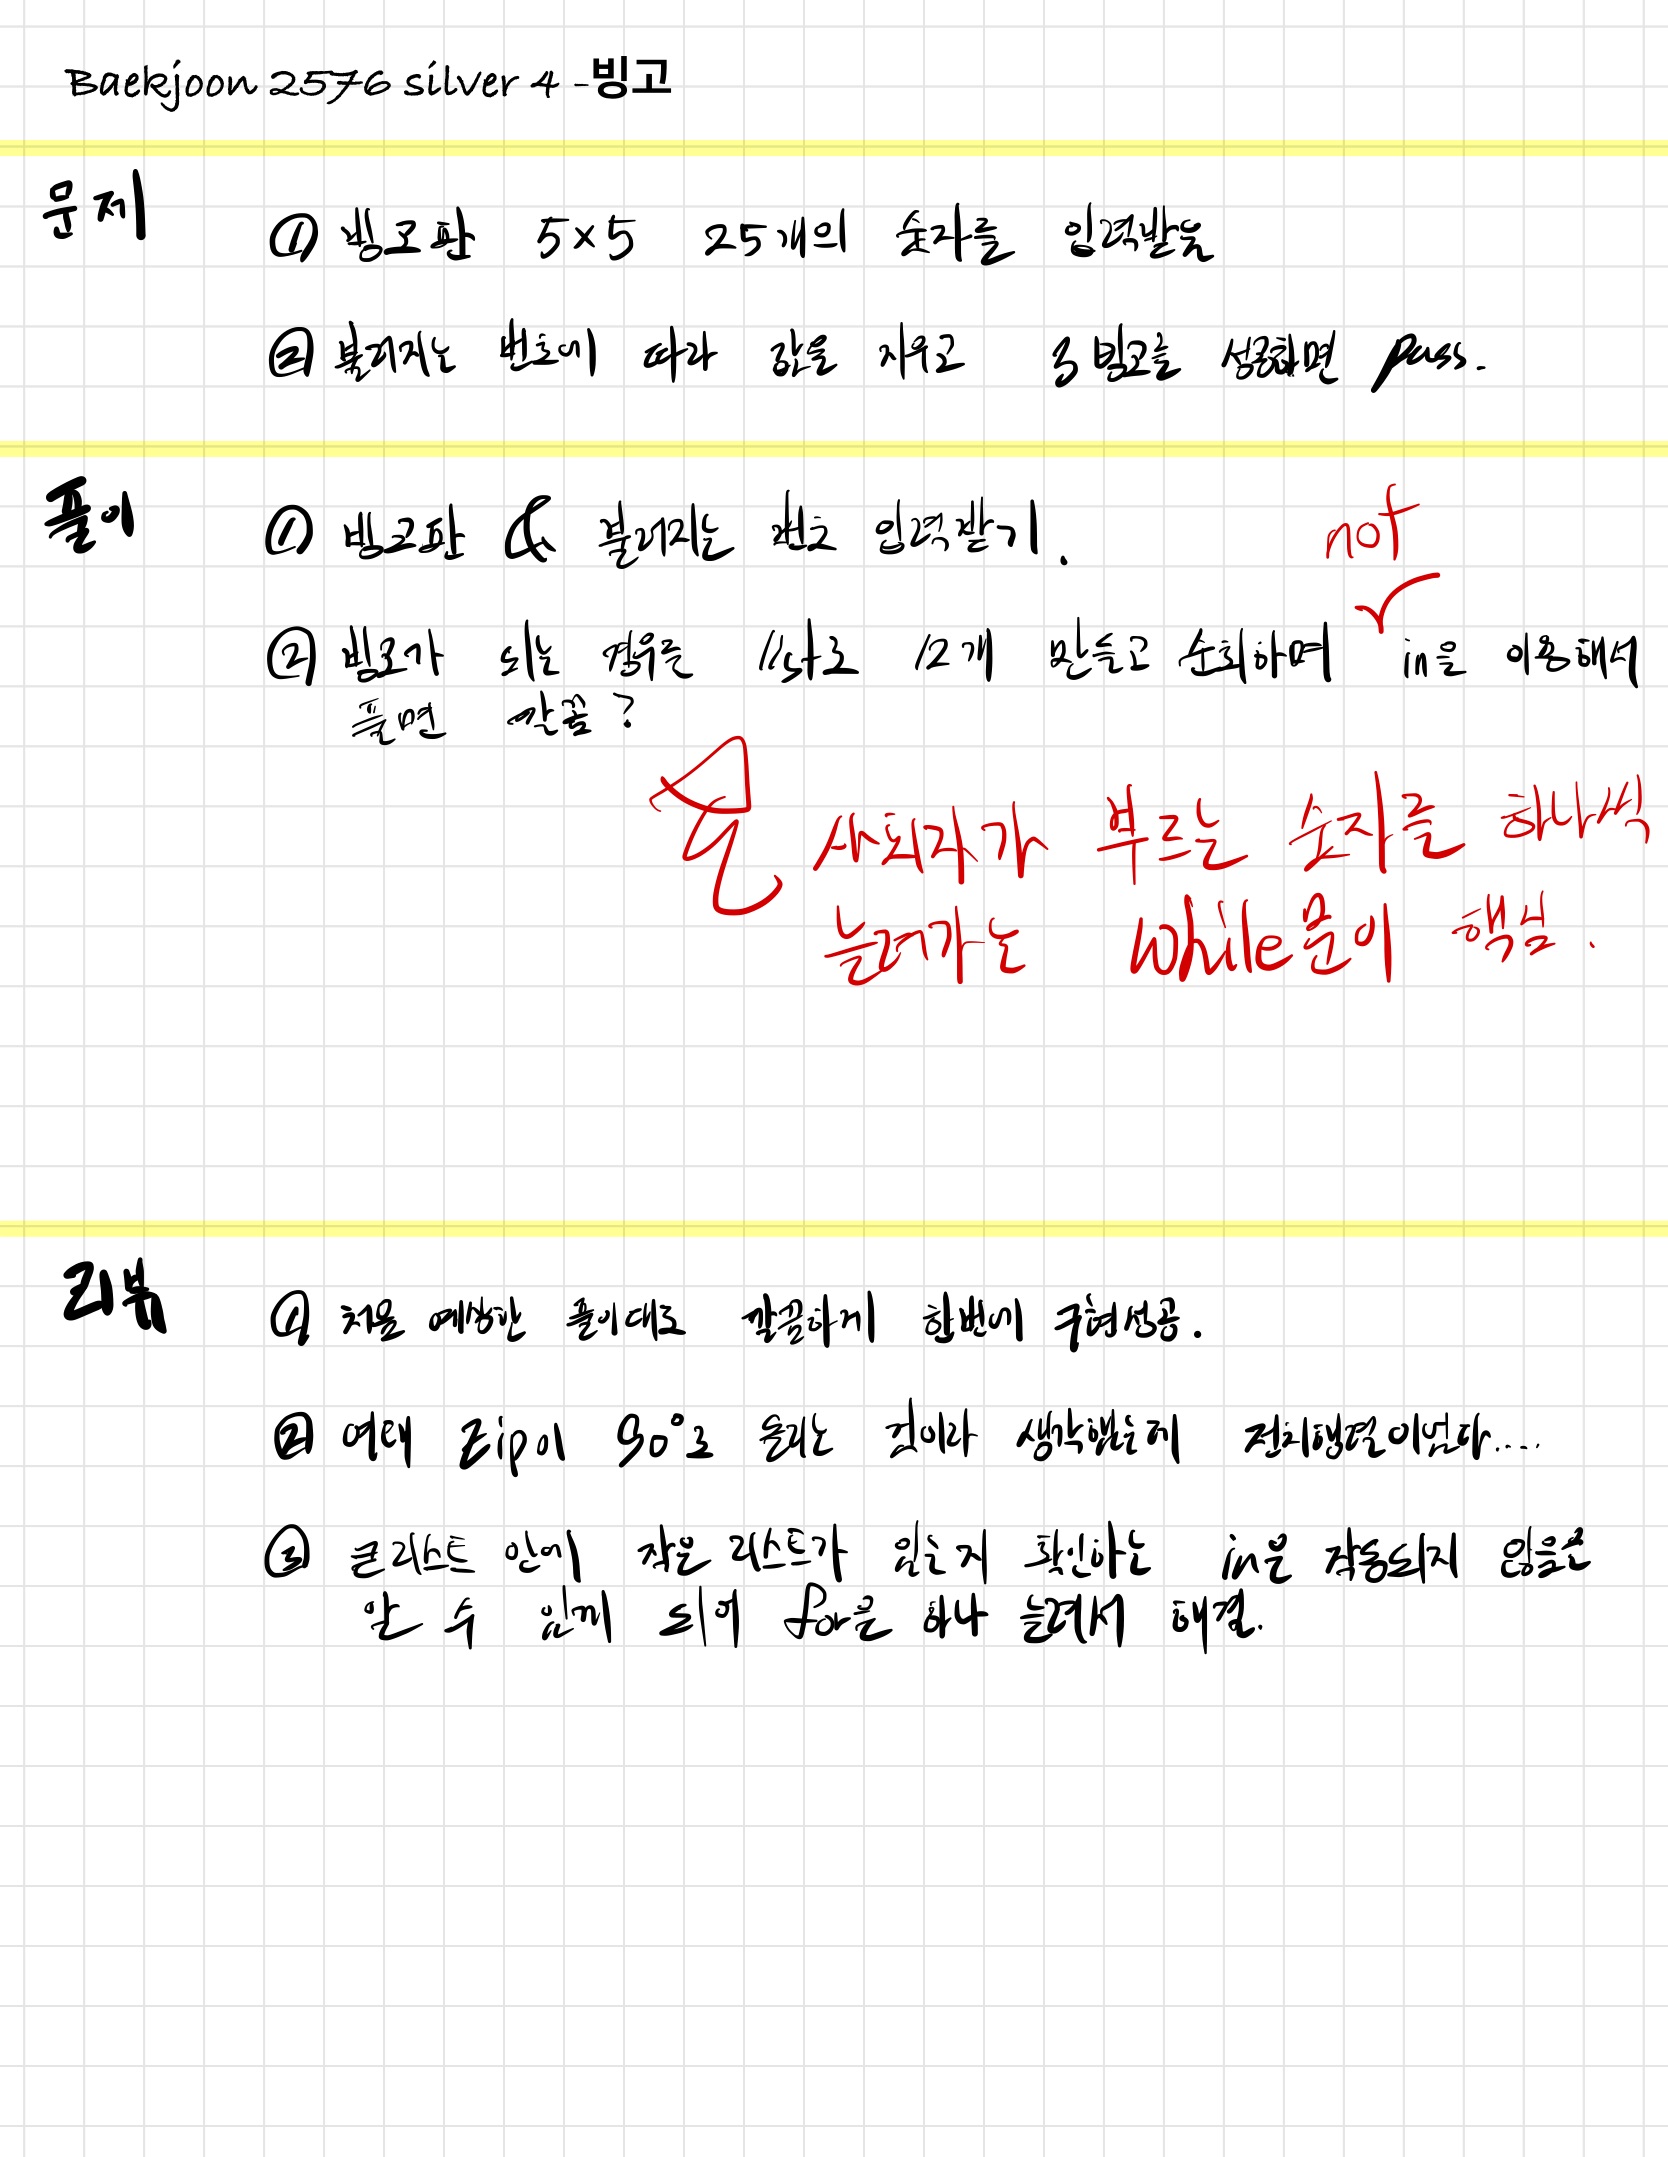 Baekjoon 2576 silver 4 - 빙고
문제
① 빙고판 5×5 25개의 숫자를 입력받음
② 불러지는 번호에 따라 값을 지우고 3빙고를 성공하면 pass.
풀이
① 빙고판 & 불러지는 번호 입력받기.
not
② 빙고가 되는 경우를 list로 12개 만들고 순회하며 ✓ in을 이용해서
풀면 깔끔?
사회자가 부르는 숫자를 하나씩
늘려가는 while문이 핵심.
리뷰
① 처음 예상한 풀이대로 깔끔하게 한번에 구현성공.
② 여태 zip이 90°로 돌리는 것이라 생각했는데 전치행렬이었다....
③ 큰 리스트 안에 작은 리스트가 있는지 확인하는 in은 작동되지 않음을
알 수 있게 되어 for을 하나 늘려서 해결.